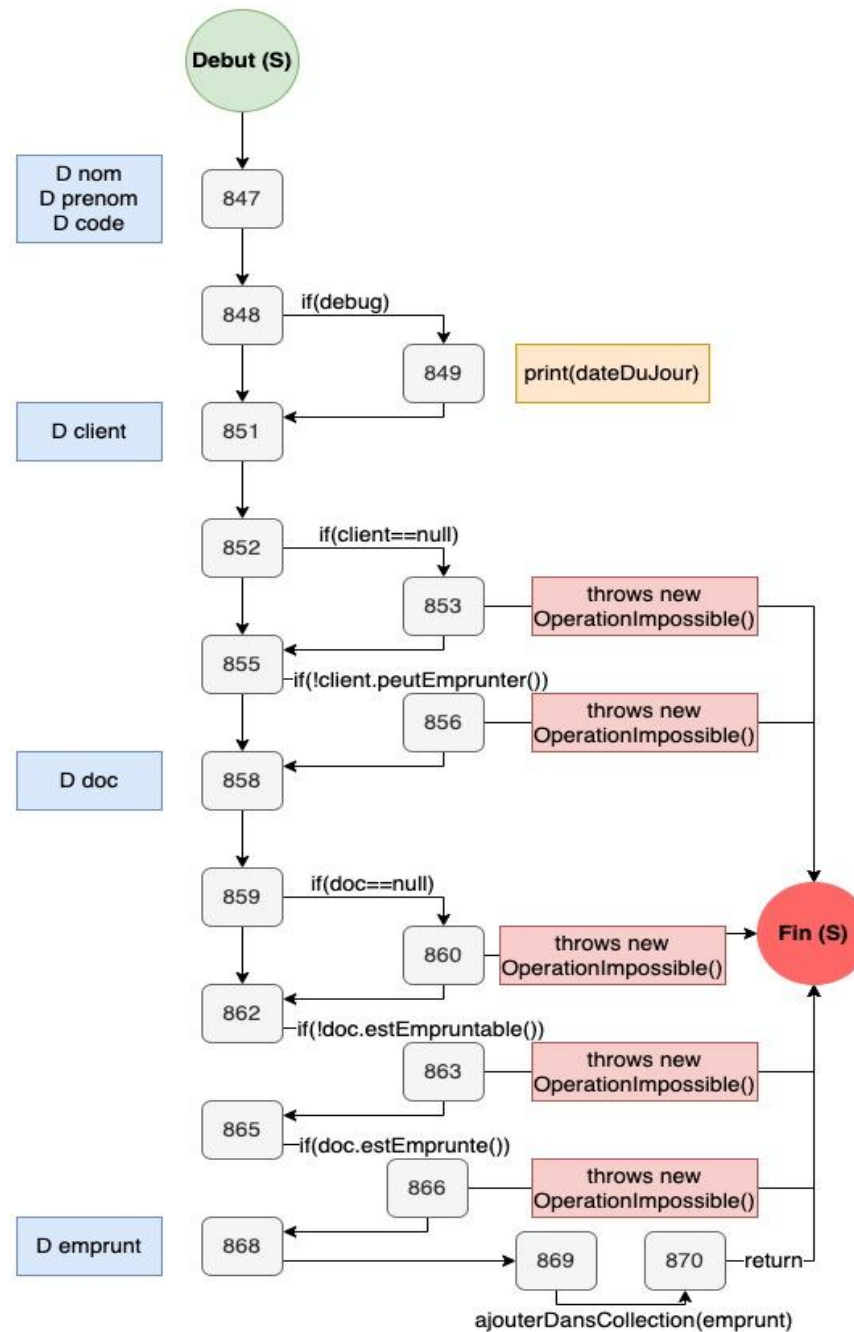 Debut (S)
D nom
D prenom
D code
847
848
if(debug)
849
print(dateDuJour)
D client
851
852
if(client==null)
853
throws new
OperationImpossible()
855
if(!client.peutEmprunter())
856
throws new
OperationImpossible()
D doc
858
859
if(doc==null)
860
throws new
OperationImpossible()
Fin (S)
862
if(!doc.estEmpruntable())
863
throws new
OperationImpossible()
865
if(doc.estEmprunte())
866
throws new
OperationImpossible()
D emprunt
868
869
870
return
ajouterDansCollection(emprunt)